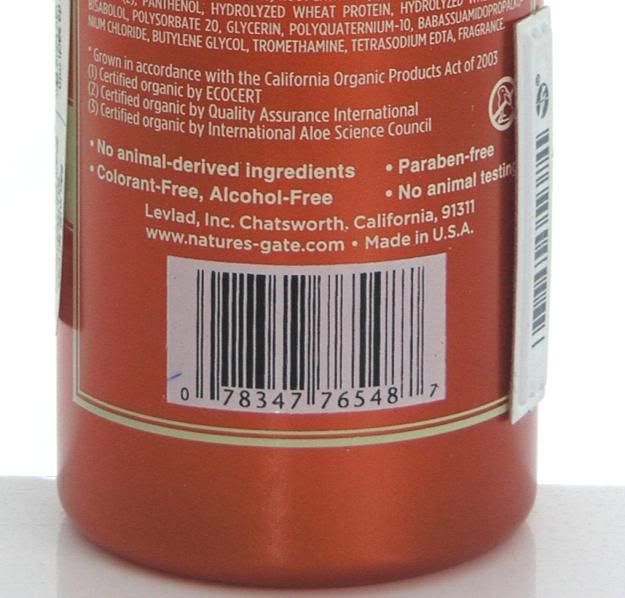 PANTHENOL, HYDROLYZED WHEAT PROTEIN, HYDROLYZED
BISABOLOL, POLYSORBATE 20, GLYCERIN, POLYQUATERNIUM-10, BABASSUAMIDOPROPALKO-
NIUM CHLORIDE, BUTYLENE GLYCOL, TROMETHAMINE, TETRASODIUM EDTA, FRAGRANCE.
* Grown in accordance with the California Organic Products Act of 2003
(1) Certified organic by ECOCERT
(2) Certified organic by Quality Assurance International
(3) Certified organic by International Aloe Science Council
• No animal-derived ingredients • Paraben-free
• Colorant-Free, Alcohol-Free • No animal testing
Levlad, Inc. Chatsworth, California, 91311
www.natures-gate.com • Made in U.S.A.
0 78347 76548 7